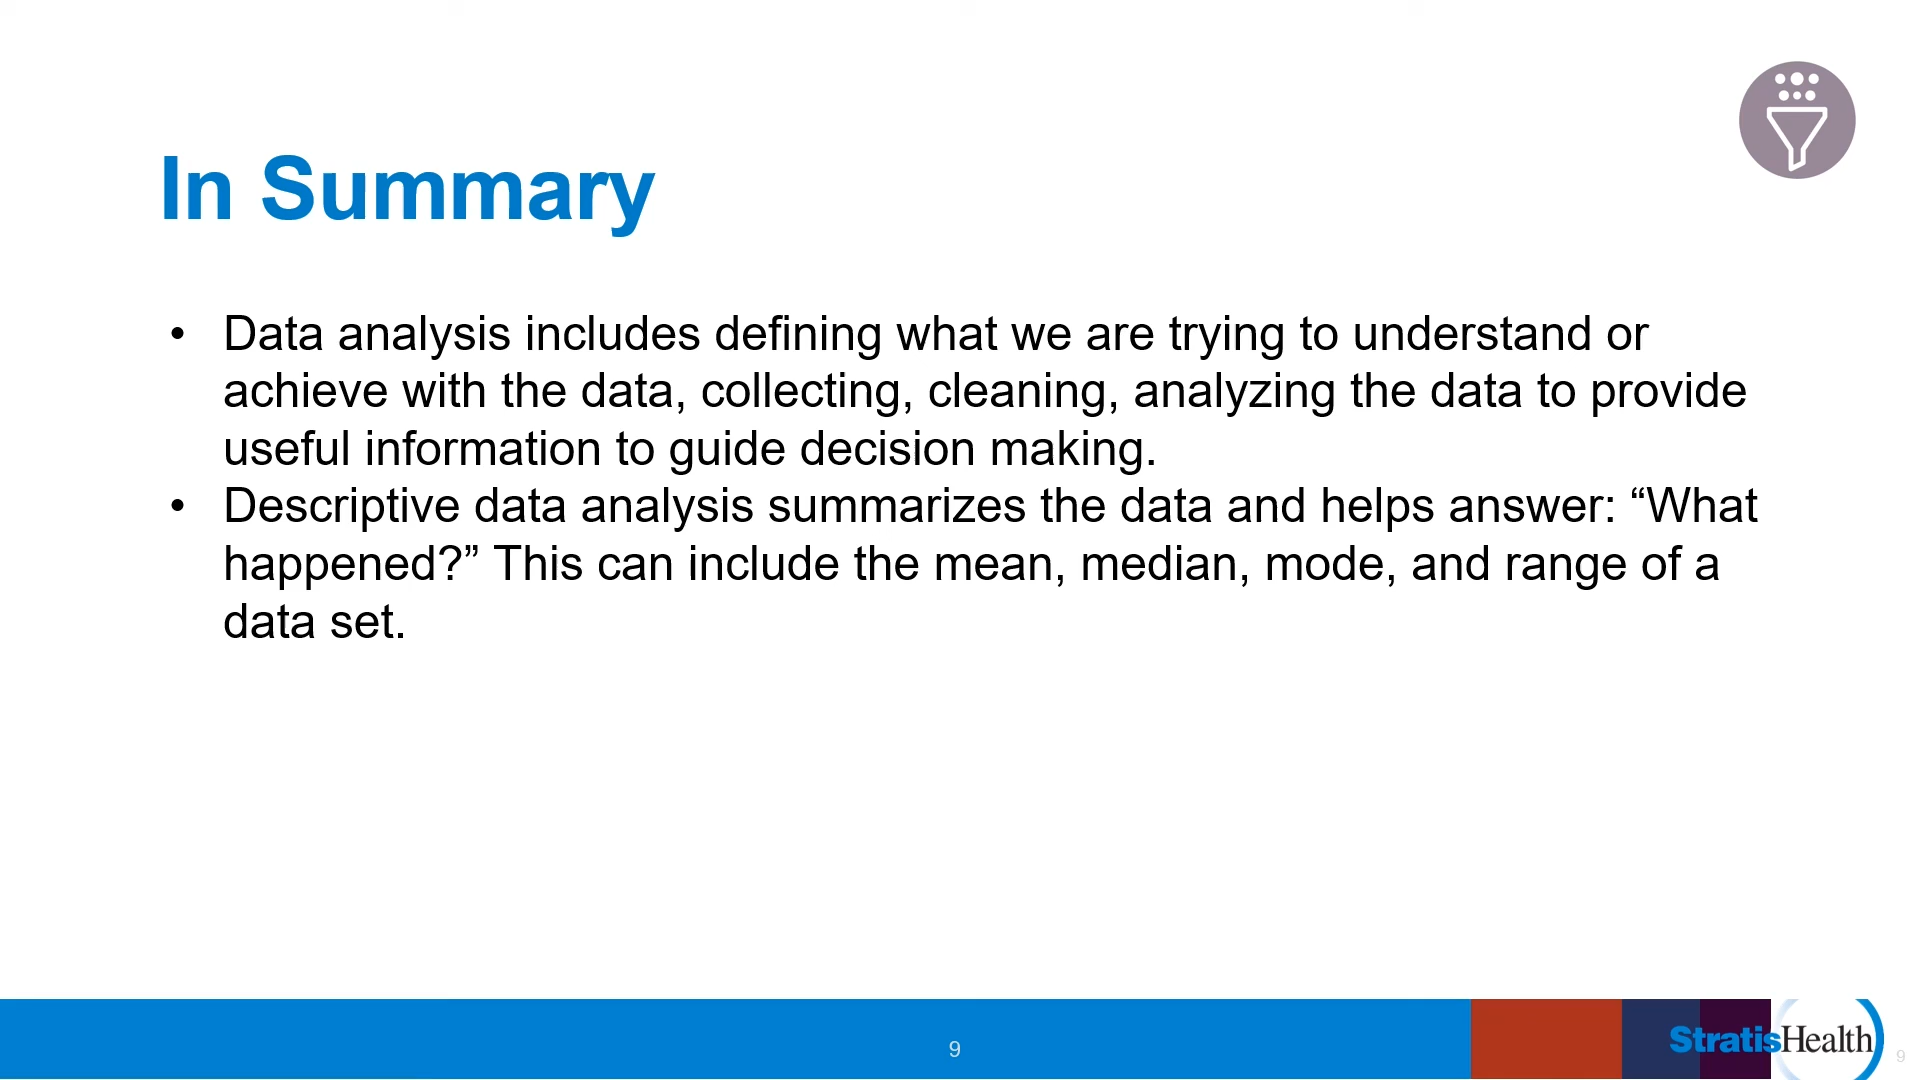 In Summary
• Data analysis includes defining what we are trying to understand or
achieve with the data, collecting, cleaning, analyzing the data to provide
useful information to guide decision making.
• Descriptive data analysis summarizes the data and helps answer: “What
happened?” This can include the mean, median, mode, and range of a
data set.
9
StratisHealth
9